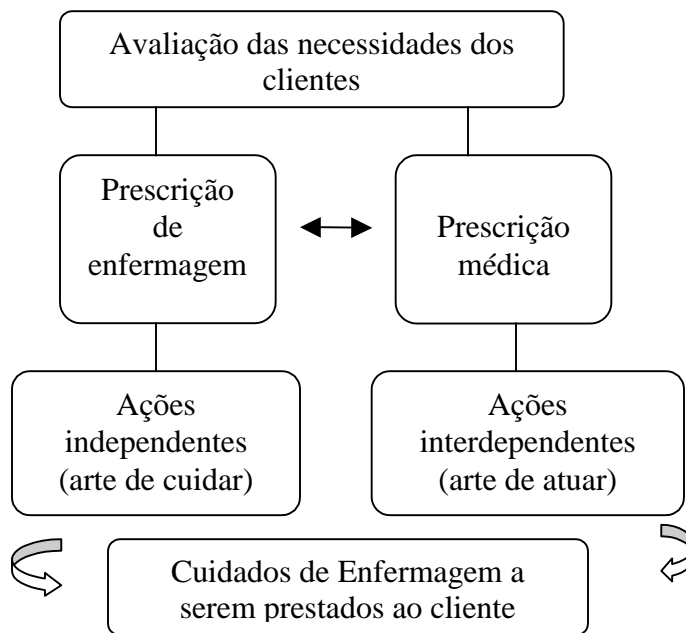 Avaliação das necessidades dos
clientes
Prescrição
de
enfermagem
Prescrição
médica
Ações
independentes
(arte de cuidar)
Ações
interdependentes
(arte de atuar)
Cuidados de Enfermagem a
serem prestados ao cliente